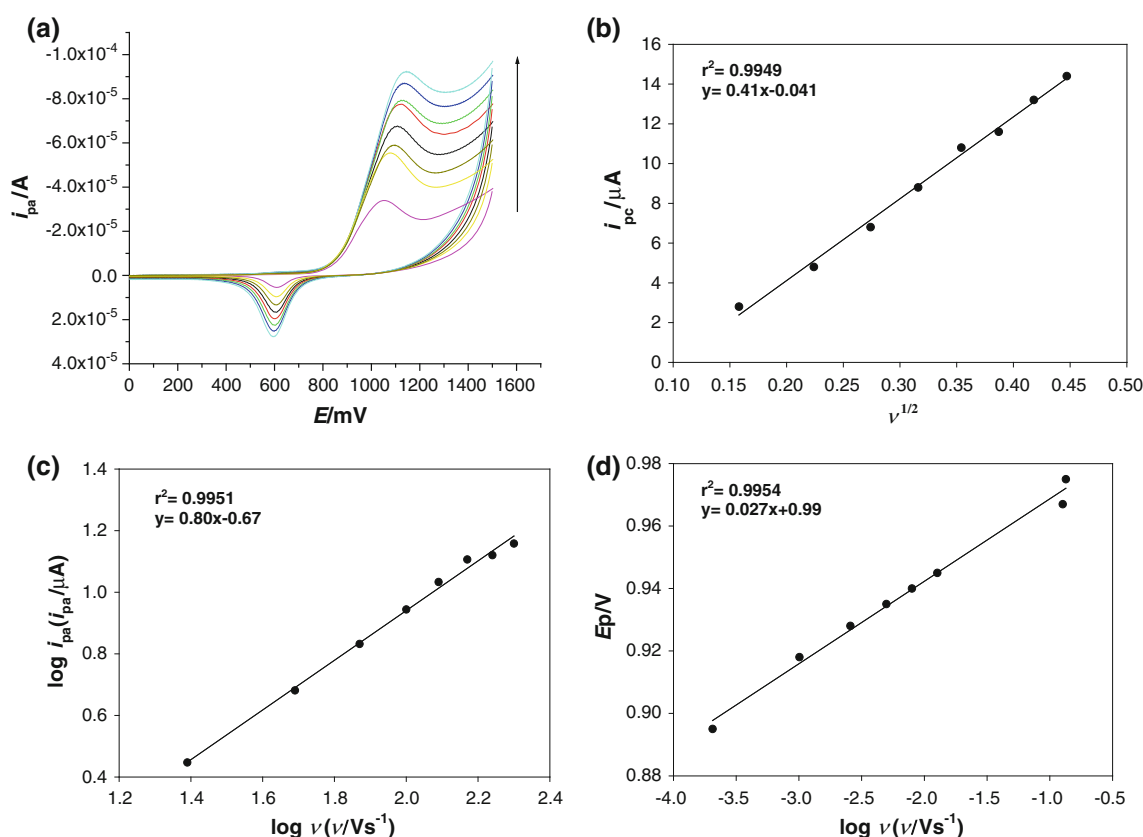 (a)
-1.0x10⁻⁴
-8.0x10⁻⁵
-6.0x10⁻⁵
-4.0x10⁻⁵
-2.0x10⁻⁵
0.0
2.0x10⁻⁵
4.0x10⁻⁵
i_pa/A
0 200 400 600 800 1000 1200 1400 1600
E/mV
(b)
r² = 0.9949
y= 0.41x-0.041
16
14
12
10
8
6
4
2
0
i_pc/μA
0.10 0.15 0.20 0.25 0.30 0.35 0.40 0.45 0.50
ν^1/2
(c)
r² = 0.9951
y= 0.80x-0.67
1.4
1.2
1.0
0.8
0.6
0.4
log i_pa(i_pa/μA)
1.2 1.4 1.6 1.8 2.0 2.2 2.4
log ν (ν/Vs⁻¹)
(d)
r² = 0.9954
y= 0.027x+0.99
0.98
0.96
0.94
0.92
0.90
0.88
Ep/V
-4.0 -3.5 -3.0 -2.5 -2.0 -1.5 -1.0 -0.5
log ν (ν/Vs⁻¹)